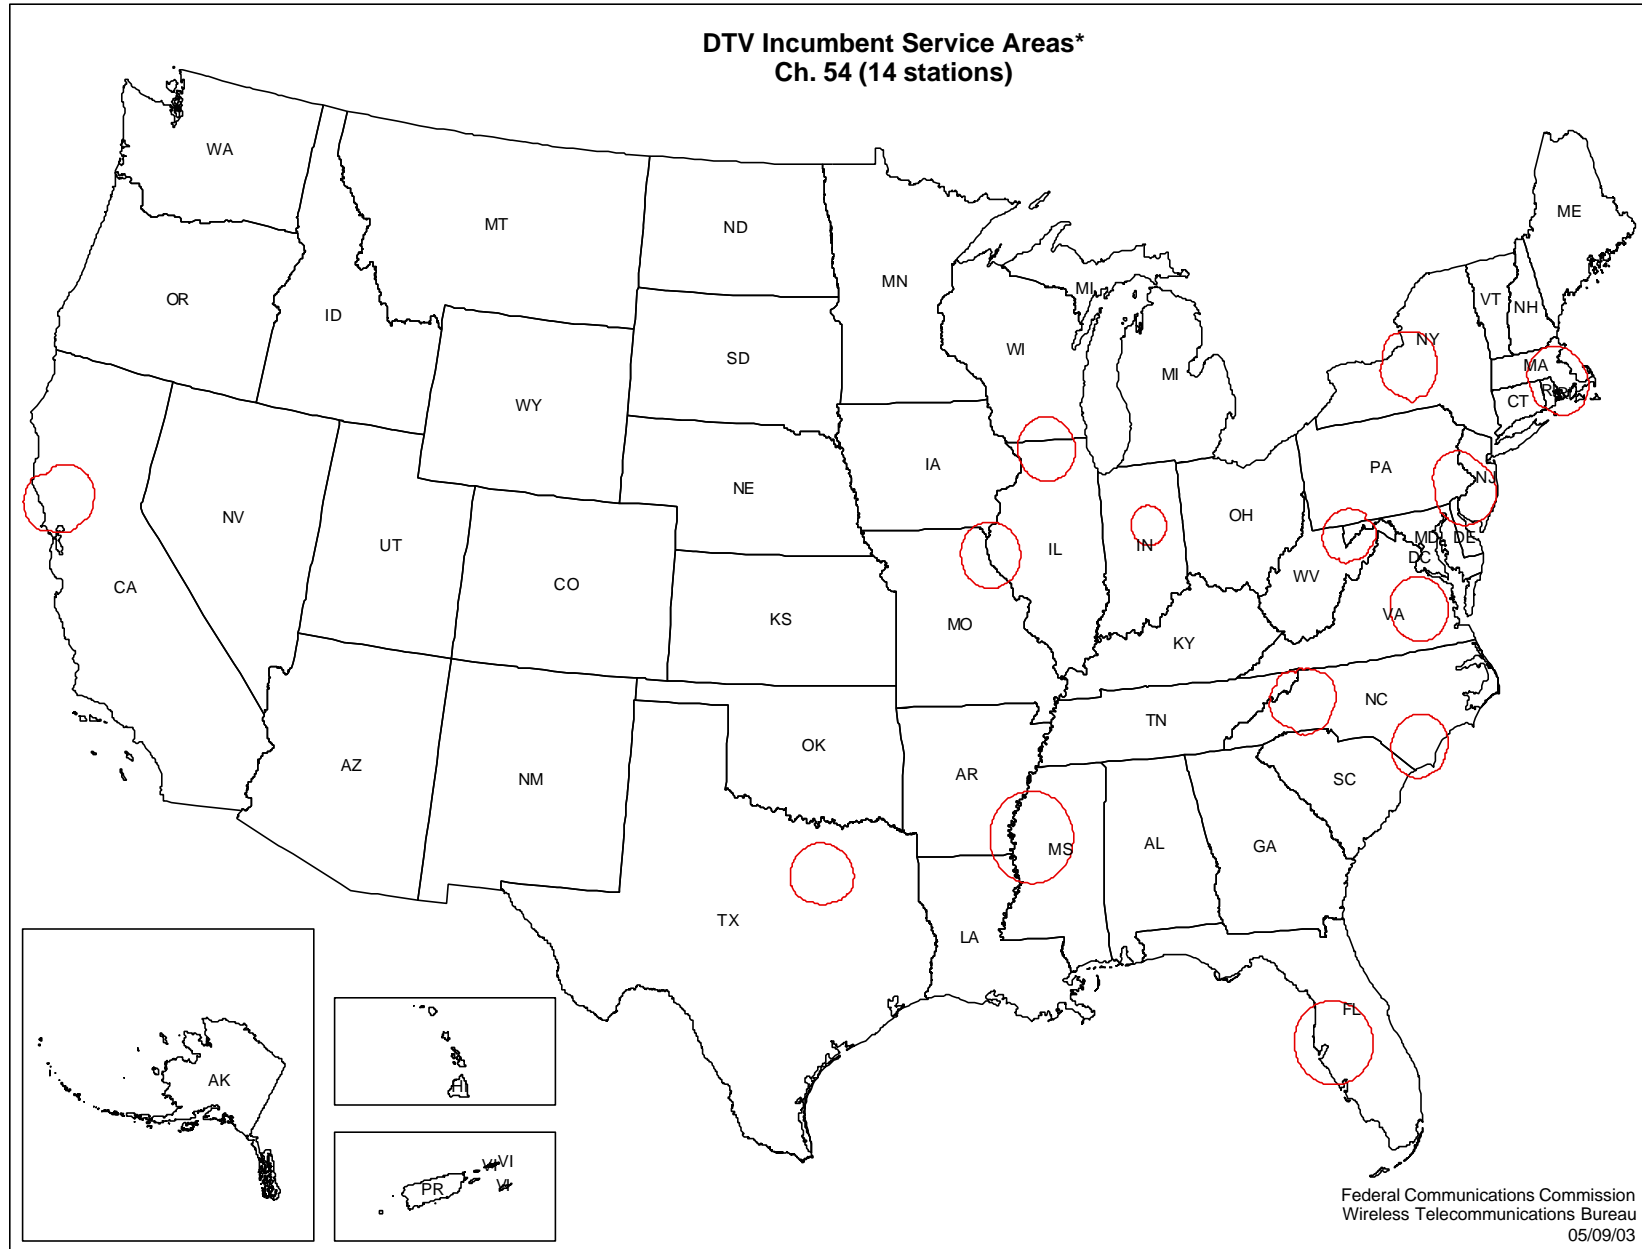 DTV Incumbent Service Areas*
Ch. 54 (14 stations)
WA
MT
ND
MN
ME
OR
ID
SD
WI
MI
MI
VT
NH
NY
MA
CT
WY
IA
NE
PA
NJ
NV
UT
CO
KS
MO
IL
IN
OH
WV
MD
DE
DC
VA
CA
KY
TN
NC
AZ
NM
OK
AR
SC
TX
MS
AL
GA
LA
FL
AK
HI
PR
VI
VI
VI
Federal Communications Commission
Wireless Telecommunications Bureau
05/09/03